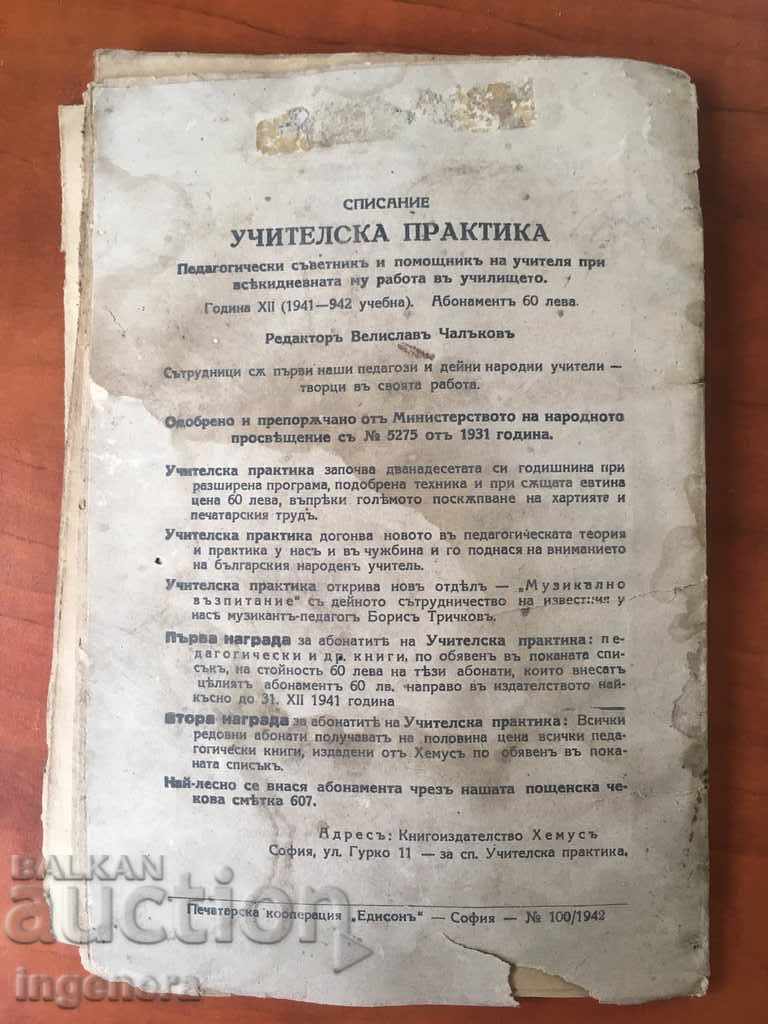 СПИСАНИЕ
УЧИТЕЛСКА ПРАКТИКА
Педагогически съветникъ и помощникъ на учителя при
всѣкидневната му работа въ училището.
Година XII (1941—942 учебна). Абонаментъ 60 лева.
Редакторъ Велиславъ Чалъковъ
Сътрудници сѫ първи наши педагози и дейни народни учители —
творци въ своята работа.
Одобрено и препорѫчано отъ Министерството на народното
просвѣщение съ № 5275 отъ 1931 година.
Учителска практика започва дванадесетата си годишнина при
разширена програма, подобрена техника и при сѫщата евтина
цена 60 лева, въпрѣки голѣмото поскѫпване на хартията и
печатарския трудъ.
Учителска практика догонва новото въ педагогическата теория
и практика у насъ и въ чужбина и го поднася на вниманието
на българския народенъ учитель.
Учителска практика открива новъ отдѣлъ — „Музикално
възпитание" съ дейното сътрудничество на известния у
насъ музикантъ-педагогъ Борисъ Тричковъ.
Първа награда за абонатитѣ на Учителска практика: пе-
дагогически и др. книги, по обявенъ въ поканата спи-
съкъ, на стойность 60 лева на тѣзи абонати, които внесатъ
цѣлиятъ абонаментъ 60 лв. направо въ издателството най-
късно до 31. XII 1941 година
Втора награда за абонатитѣ на Учителска практика: Всички
редовни абонати получаватъ на половина цена всички педа-
гогически книги, издадени отъ Хемусъ по обявенъ въ пока-
ната списъкъ.
Най-лесно се внася абонамента чрезъ нашата пощенска че-
кова смѣтка 607.
Адресъ: Книгоиздателство Хемусъ
София, ул. Гурко 11 — за сп. Учителска практика.
Печатарска кооперация „Едисонъ" — София — № 100/1942
BALKAN
auction
ingenora